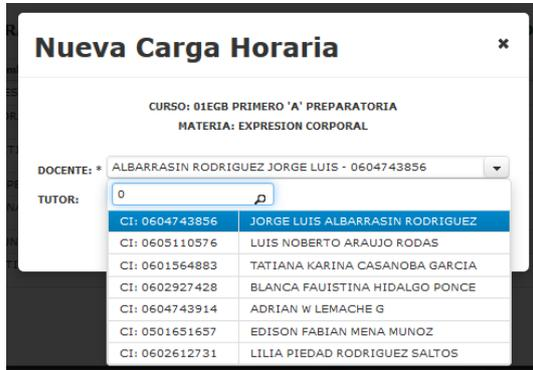 Nueva Carga Horaria ×
CURSO: 01EGB PRIMERO 'A' PREPARATORIA
MATERIA: EXPRESION CORPORAL
DOCENTE: * ALBARRASIN RODRIGUEZ JORGE LUIS - 0604743856
TUTOR: 0
CI: 0604743856 JORGE LUIS ALBARRASIN RODRIGUEZ
CI: 0605110576 LUIS NOBERTO ARAUJO RODAS
CI: 0601564883 TATIANA KARINA CASANOBA GARCIA
CI: 0602927428 BLANCA FAUISTINA HIDALGO PONCE
CI: 0604743914 ADRIAN W LEMACHE G
CI: 0501651657 EDISON FABIAN MENA MUNOZ
CI: 0602612731 LILIA PIEDAD RODRIGUEZ SALTOS